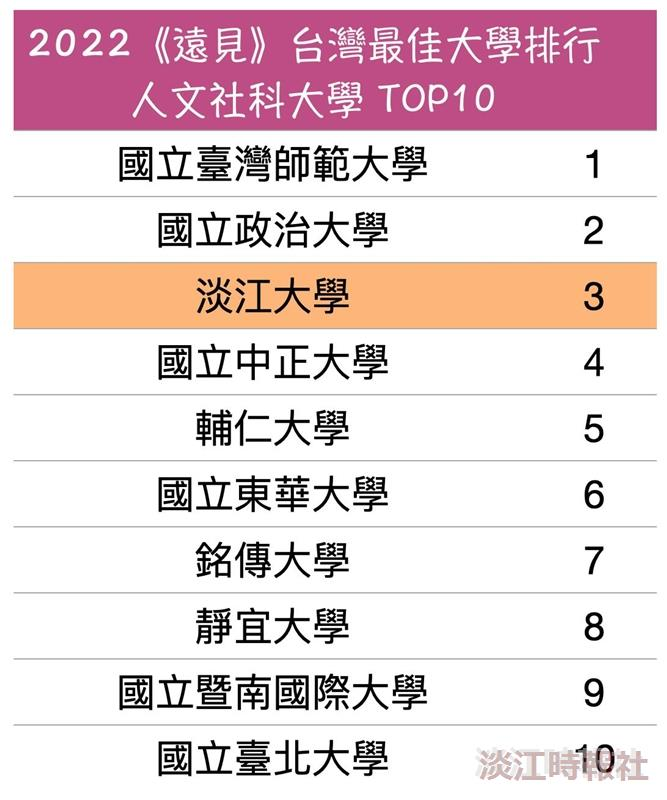 2022《遠見》台灣最佳大學排行
人文社科大學 TOP10
國立臺灣師範大學 1
國立政治大學 2
淡江大學 3
國立中正大學 4
輔仁大學 5
國立東華大學 6
銘傳大學 7
靜宜大學 8
國立暨南國際大學 9
國立臺北大學 10
淡江時報社